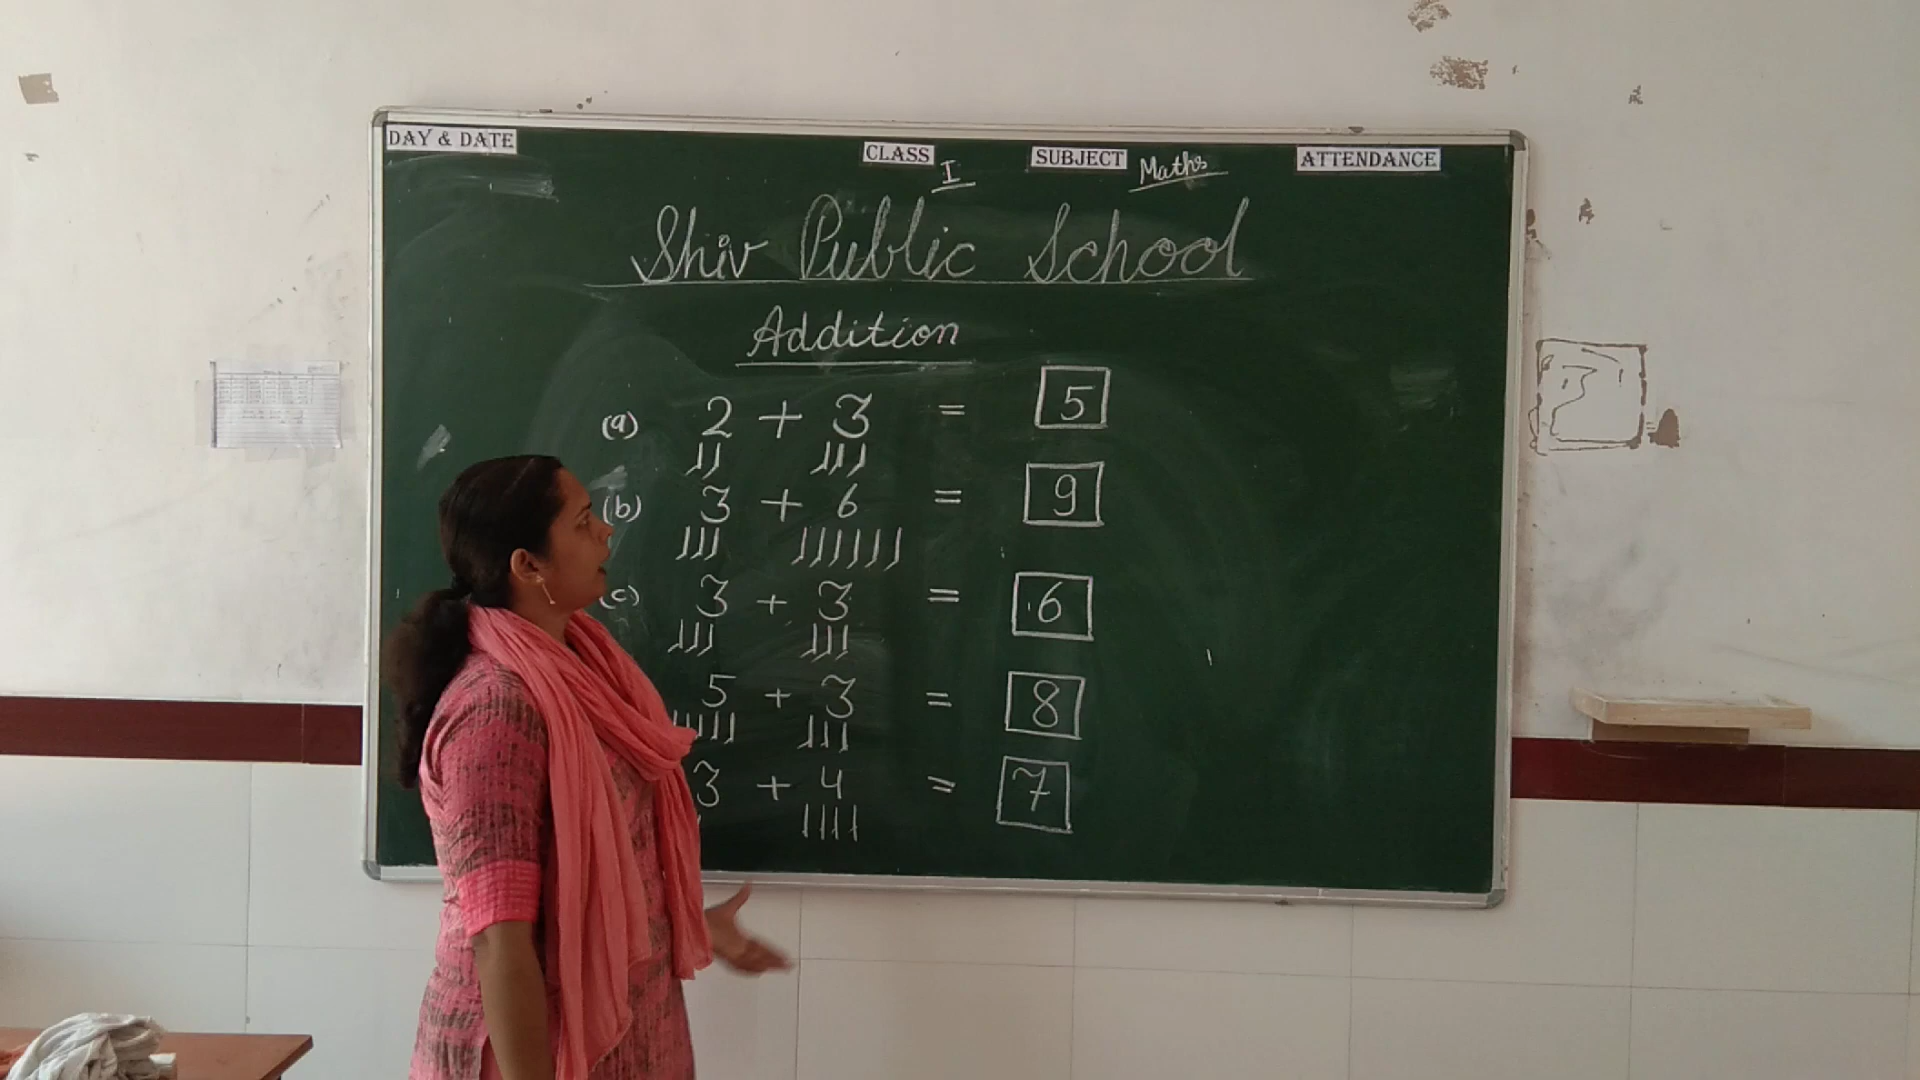 DAY & DATE CLASS I SUBJECT Maths ATTENDANCE
Shiv Public School
Addition
(a) 2 + 3 = 5
(b) 3 + 6 = 9
(c) 3 + 3 = 6
5 + 3 = 8
3 + 4 = 7